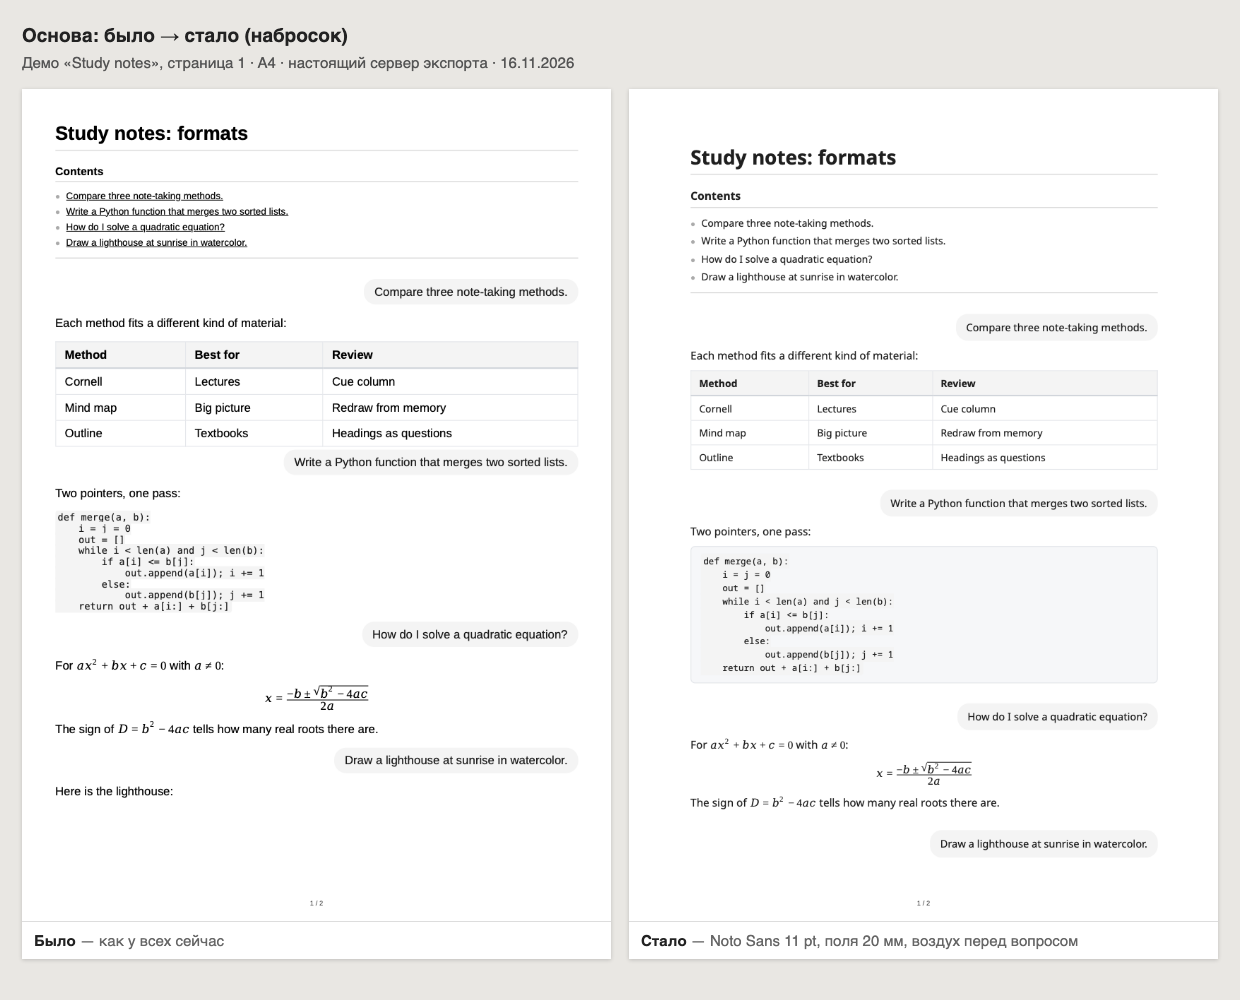 Основа: было → стало (набросок)
Демо «Study notes», страница 1 · A4 · настоящий сервер экспорта · 16.11.2026
Study notes: formats
Contents
Compare three note-taking methods.
Write a Python function that merges two sorted lists.
How do I solve a quadratic equation?
Draw a lighthouse at sunrise in watercolor.
Compare three note-taking methods.
Each method fits a different kind of material:
Method Best for Review
Cornell Lectures Cue column
Mind map Big picture Redraw from memory
Outline Textbooks Headings as questions
Write a Python function that merges two sorted lists.
Two pointers, one pass:
def merge(a, b):
    i = j = 0
    out = []
    while i < len(a) and j < len(b):
        if a[i] <= b[j]:
            out.append(a[i]); i += 1
        else:
            out.append(b[j]); j += 1
    return out + a[i:] + b[j:]
How do I solve a quadratic equation?
For ax² + bx + c = 0 with a ≠ 0:
x = (−b ± √(b² − 4ac)) / 2a
The sign of D = b² − 4ac tells how many real roots there are.
Draw a lighthouse at sunrise in watercolor.
Here is the lighthouse:
1 / 2
Было — как у всех сейчас
Study notes: formats
Contents
Compare three note-taking methods.
Write a Python function that merges two sorted lists.
How do I solve a quadratic equation?
Draw a lighthouse at sunrise in watercolor.
Compare three note-taking methods.
Each method fits a different kind of material:
Method Best for Review
Cornell Lectures Cue column
Mind map Big picture Redraw from memory
Outline Textbooks Headings as questions
Write a Python function that merges two sorted lists.
Two pointers, one pass:
def merge(a, b):
    i = j = 0
    out = []
    while i < len(a) and j < len(b):
        if a[i] <= b[j]:
            out.append(a[i]); i += 1
        else:
            out.append(b[j]); j += 1
    return out + a[i:] + b[j:]
How do I solve a quadratic equation?
For ax² + bx + c = 0 with a ≠ 0:
x = (−b ± √(b² − 4ac)) / 2a
The sign of D = b² − 4ac tells how many real roots there are.
Draw a lighthouse at sunrise in watercolor.
1 / 2
Стало — Noto Sans 11 pt, поля 20 мм, воздух перед вопросом